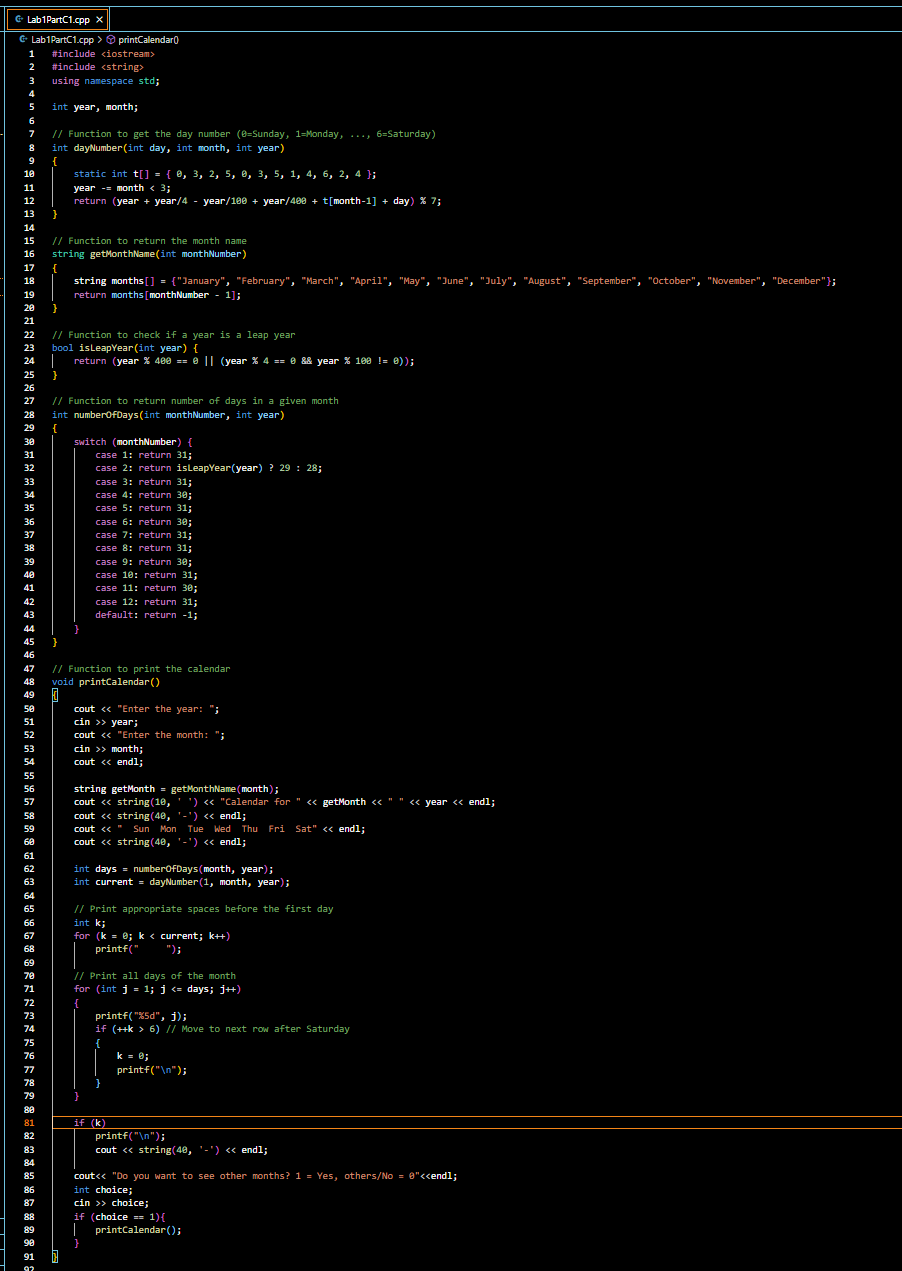 Lab1PartC1.cpp ×
Lab1PartC1.cpp > printCalendar()
1 #include <iostream>
2 #include <string>
3 using namespace std;
4
5 int year, month;
6
7 // Function to get the day number (0=Sunday, 1=Monday, ..., 6=Saturday)
8 int dayNumber(int day, int month, int year)
9 {
10 static int t[] = { 0, 3, 2, 5, 0, 3, 5, 1, 4, 6, 2, 4 };
11 year -= month < 3;
12 return (year + year/4 - year/100 + year/400 + t[month-1] + day) % 7;
13 }
14
15 // Function to return the month name
16 string getMonthName(int monthNumber)
17 {
18 string months[] = {"January", "February", "March", "April", "May", "June", "July", "August", "September", "October", "November", "December"};
19 return months[monthNumber - 1];
20 }
21
22 // Function to check if a year is a leap year
23 bool isLeapYear(int year) {
24 return (year % 400 == 0 || (year % 4 == 0 && year % 100 != 0));
25 }
26
27 // Function to return number of days in a given month
28 int numberOfDays(int monthNumber, int year)
29 {
30 switch (monthNumber) {
31 case 1: return 31;
32 case 2: return isLeapYear(year) ? 29 : 28;
33 case 3: return 31;
34 case 4: return 30;
35 case 5: return 31;
36 case 6: return 30;
37 case 7: return 31;
38 case 8: return 31;
39 case 9: return 30;
40 case 10: return 31;
41 case 11: return 30;
42 case 12: return 31;
43 default: return -1;
44 }
45 }
46
47 // Function to print the calendar
48 void printCalendar()
49 {
50 cout << "Enter the year: ";
51 cin >> year;
52 cout << "Enter the month: ";
53 cin >> month;
54 cout << endl;
55
56 string getMonth = getMonthName(month);
57 cout << string(10, ' ') << "Calendar for " << getMonth << " " << year << endl;
58 cout << string(40, '-') << endl;
59 cout << "  Sun  Mon  Tue  Wed  Thu  Fri  Sat" << endl;
60 cout << string(40, '-') << endl;
61
62 int days = numberOfDays(month, year);
63 int current = dayNumber(1, month, year);
64
65 // Print appropriate spaces before the first day
66 int k;
67 for (k = 0; k < current; k++)
68 printf("     ");
69
70 // Print all days of the month
71 for (int j = 1; j <= days; j++)
72 {
73 printf("%5d", j);
74 if (++k > 6) // Move to next row after Saturday
75 {
76 k = 0;
77 printf("\n");
78 }
79 }
80
81 if (k)
82 printf("\n");
83 cout << string(40, '-') << endl;
84
85 cout<< "Do you want to see other months? 1 = Yes, others/No = 0"<<endl;
86 int choice;
87 cin >> choice;
88 if (choice == 1){
89 printCalendar();
90 }
91 }
92